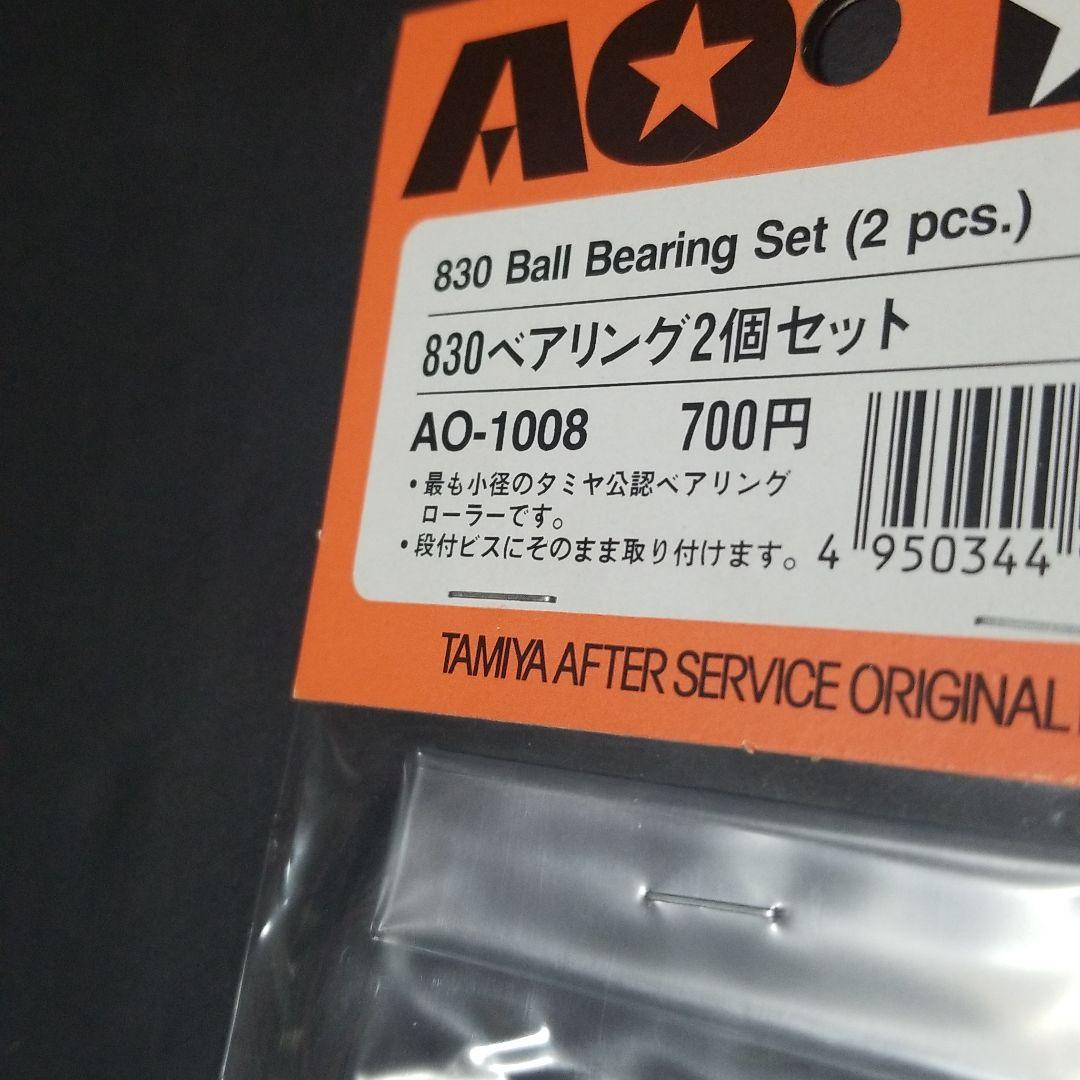 AO
830 Ball Bearing Set (2 pcs.)
830ベアリング2個セット
AO-1008 700円
・最も小径のタミヤ公認ベアリング
ローラーです。
・段付ビスにそのまま取り付けます。
4 950344
TAMIYA AFTER SERVICE ORIGINAL